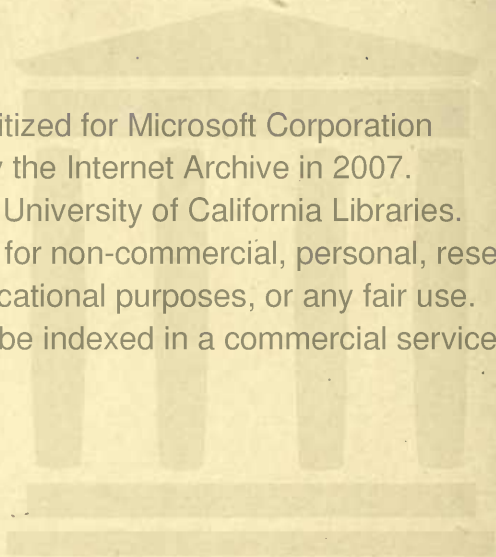 itized for Microsoft Corporation
the Internet Archive in 2007.
University of California Libraries.
for non-commercial, personal, rese
cational purposes, or any fair use.
be indexed in a commercial service